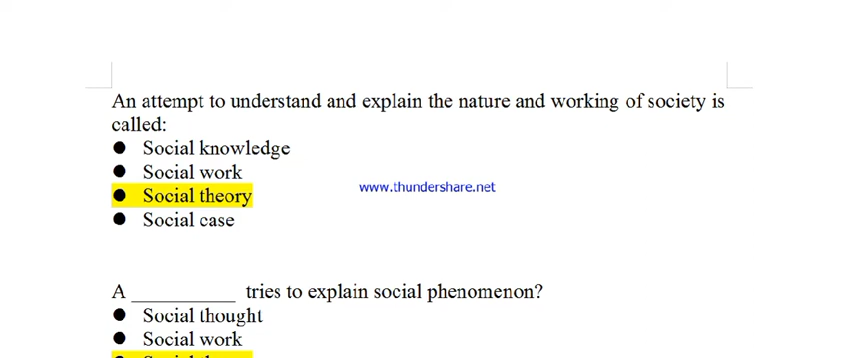 An attempt to understand and explain the nature and working of society is
called:
● Social knowledge
● Social work
● Social theory
www.thundershare.net
● Social case
A __________ tries to explain social phenomenon?
● Social thought
● Social work